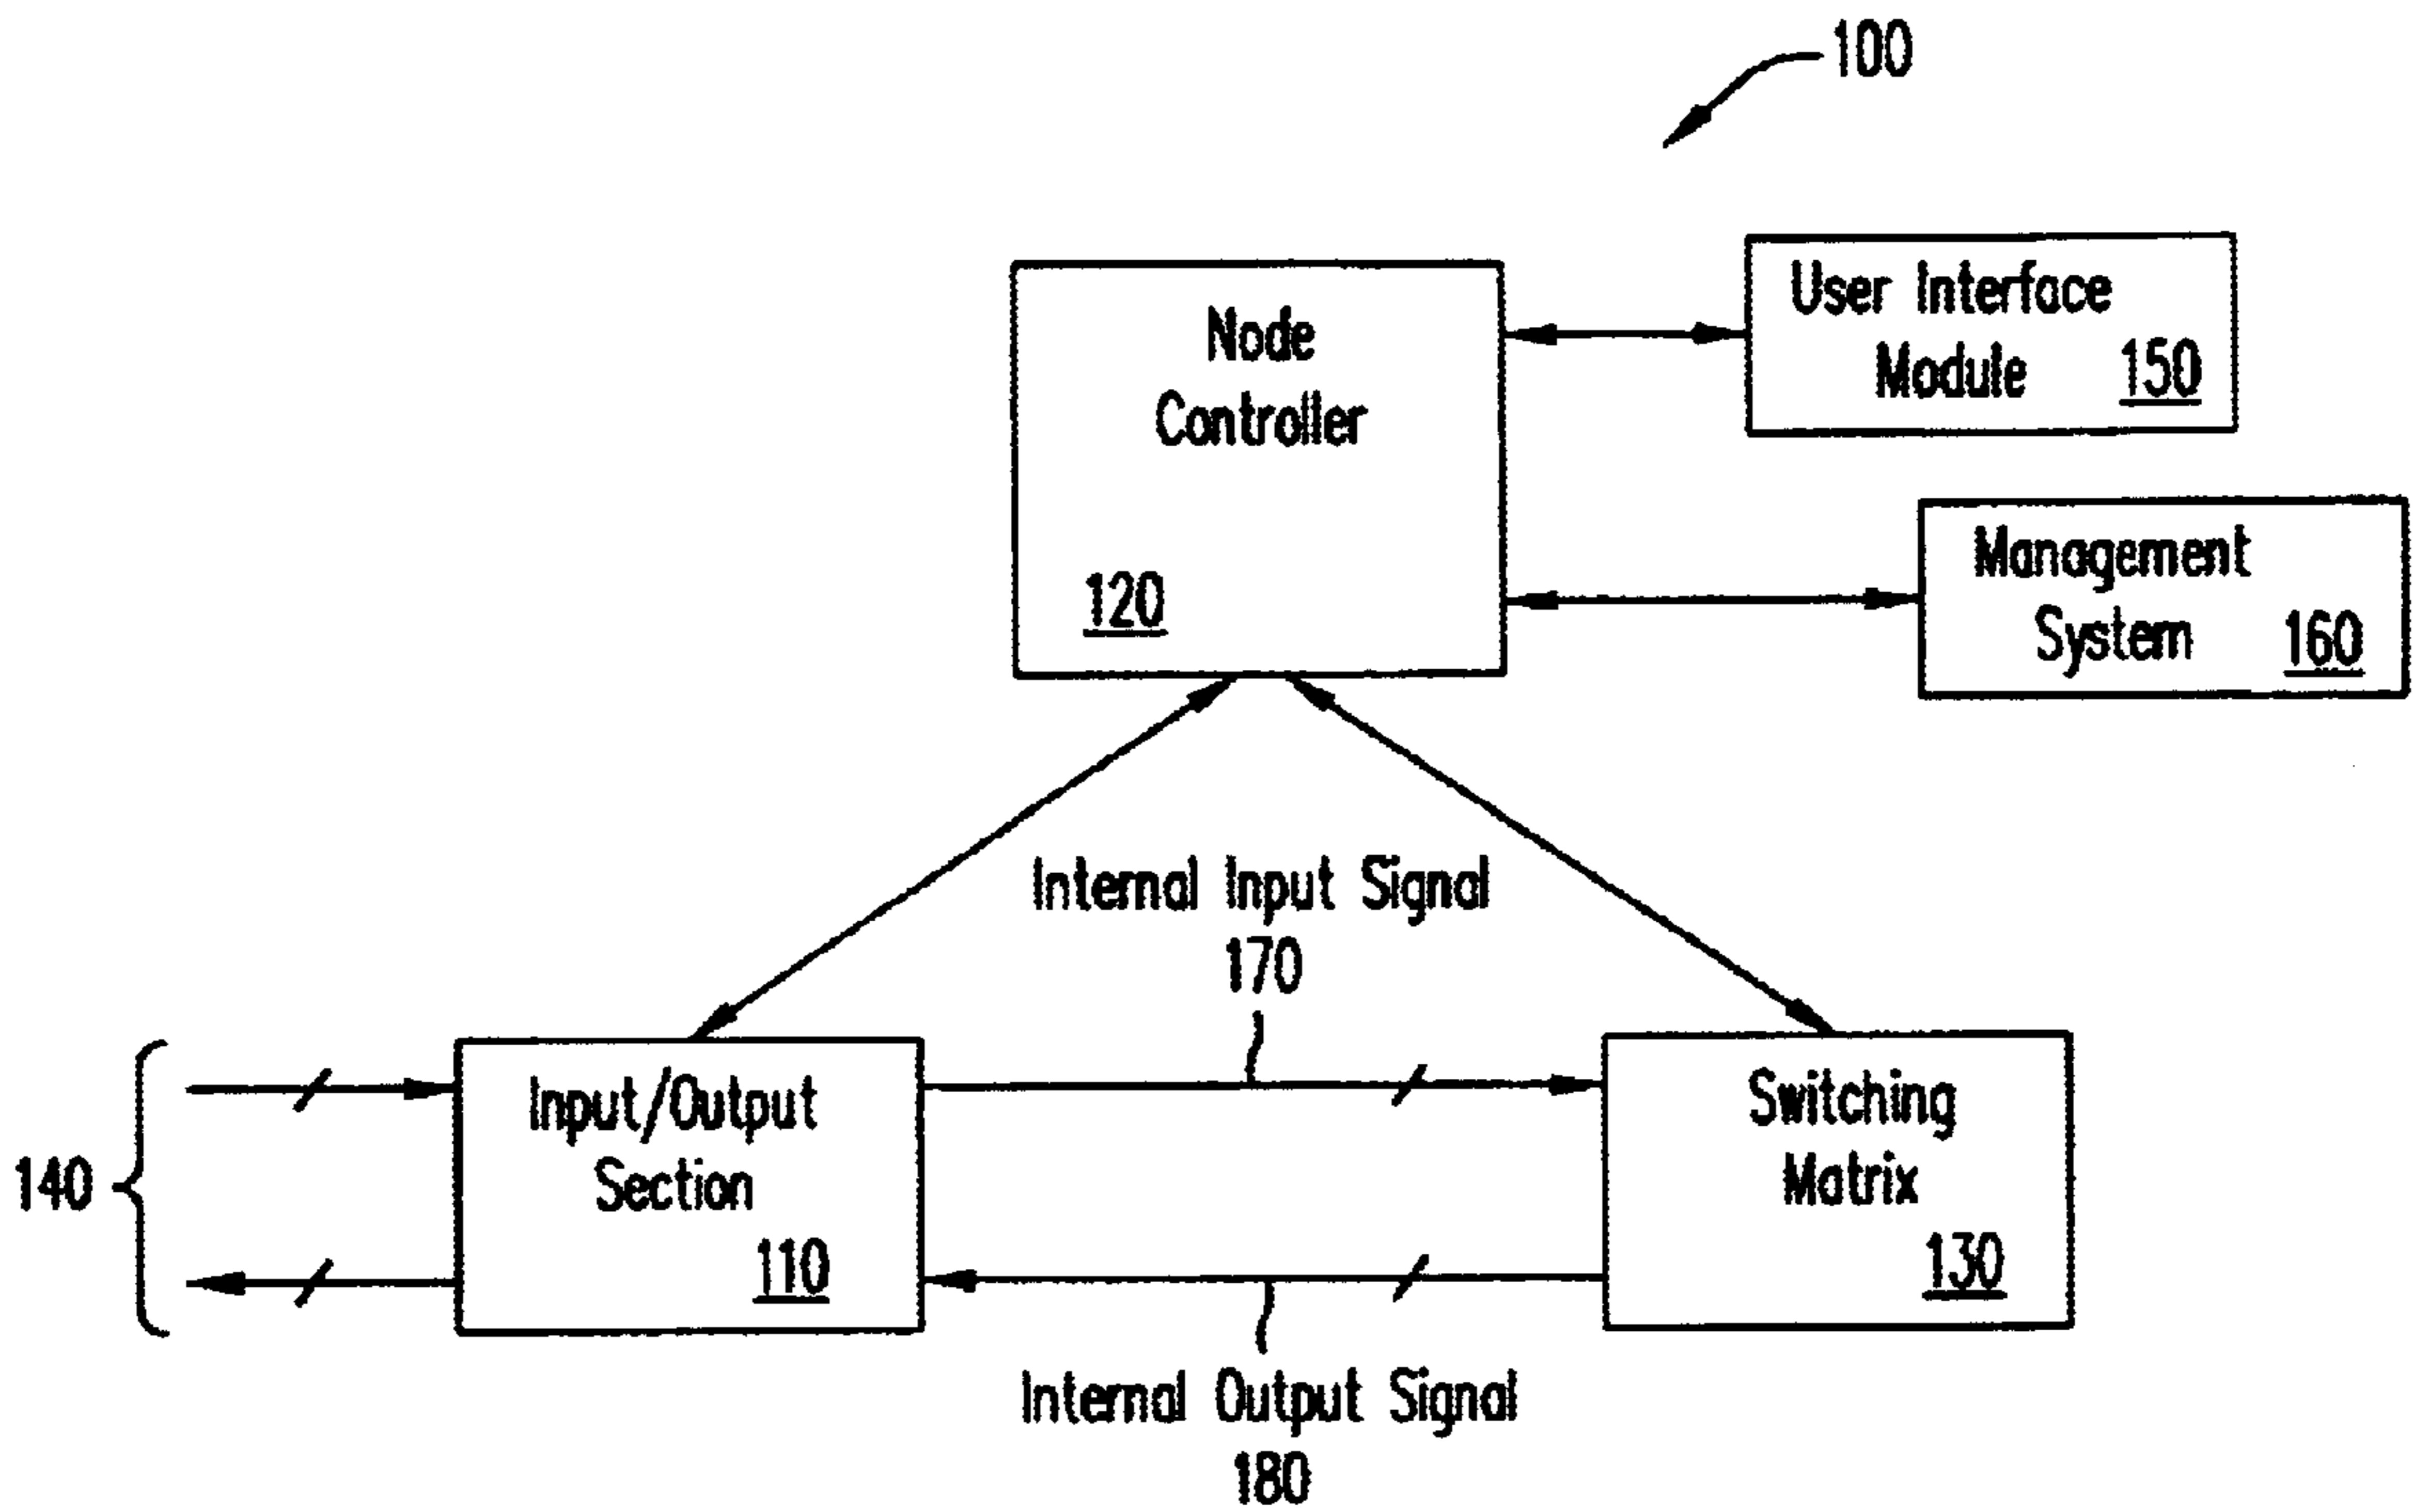 100
Node
Controller
120
User Interface
Module 150
Management
System 160
Internal Input Signal
170
140
Input/Output
Section
110
Switching
Matrix
130
Internal Output Signal
180